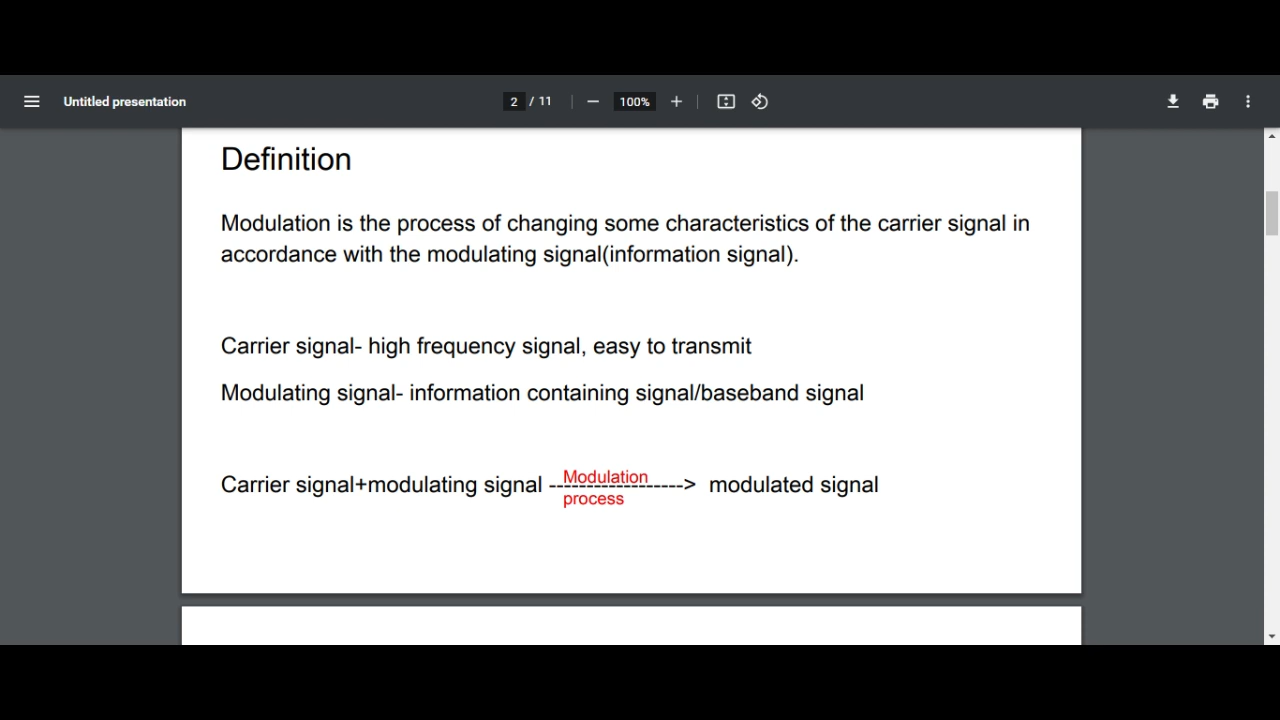 Untitled presentation
2 / 11
100%
Definition
Modulation is the process of changing some characteristics of the carrier signal in
accordance with the modulating signal(information signal).
Carrier signal- high frequency signal, easy to transmit
Modulating signal- information containing signal/baseband signal
Modulation
Carrier signal+modulating signal ------------------> modulated signal
process